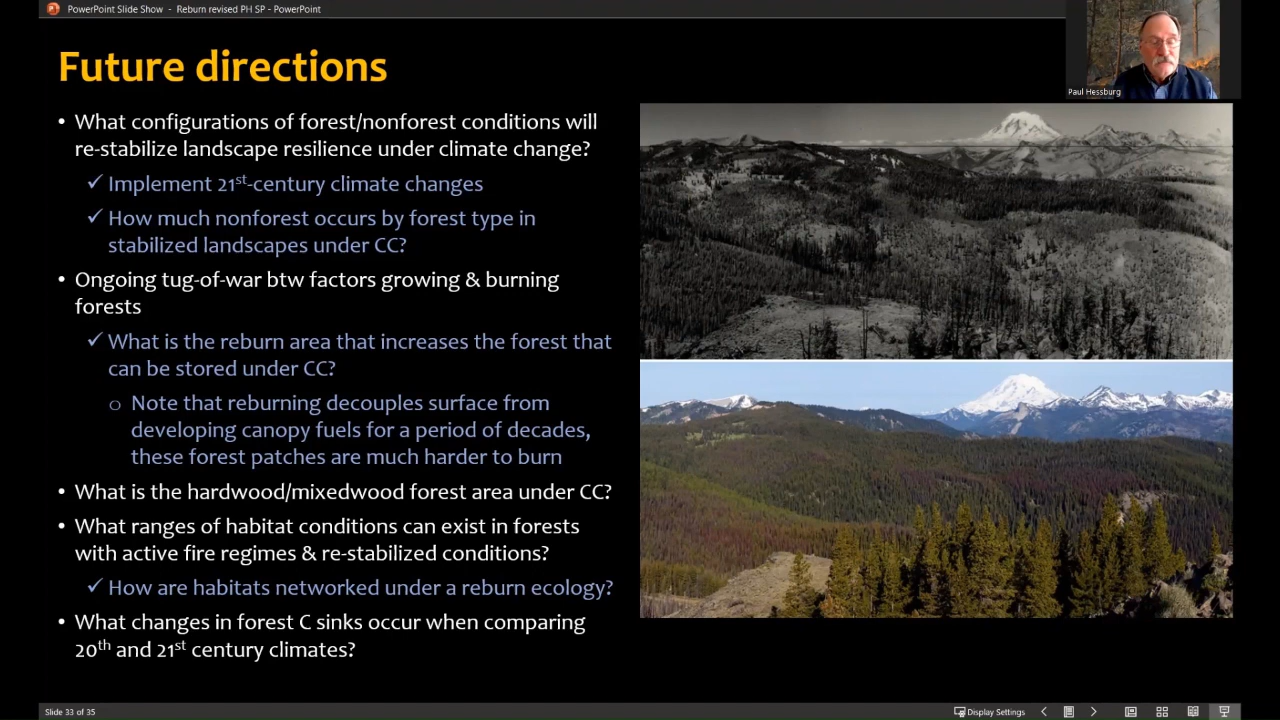 PowerPoint Slide Show - Reburn revised PH SP - PowerPoint
Future directions
Paul Hessburg
• What configurations of forest/nonforest conditions will
re-stabilize landscape resilience under climate change?
✓ Implement 21st-century climate changes
✓ How much nonforest occurs by forest type in
stabilized landscapes under CC?
• Ongoing tug-of-war btw factors growing & burning
forests
✓ What is the reburn area that increases the forest that
can be stored under CC?
o Note that reburning decouples surface from
developing canopy fuels for a period of decades,
these forest patches are much harder to burn
• What is the hardwood/mixedwood forest area under CC?
• What ranges of habitat conditions can exist in forests
with active fire regimes & re-stabilized conditions?
✓ How are habitats networked under a reburn ecology?
• What changes in forest C sinks occur when comparing
20th and 21st century climates?
Slide 33 of 35
Display Settings